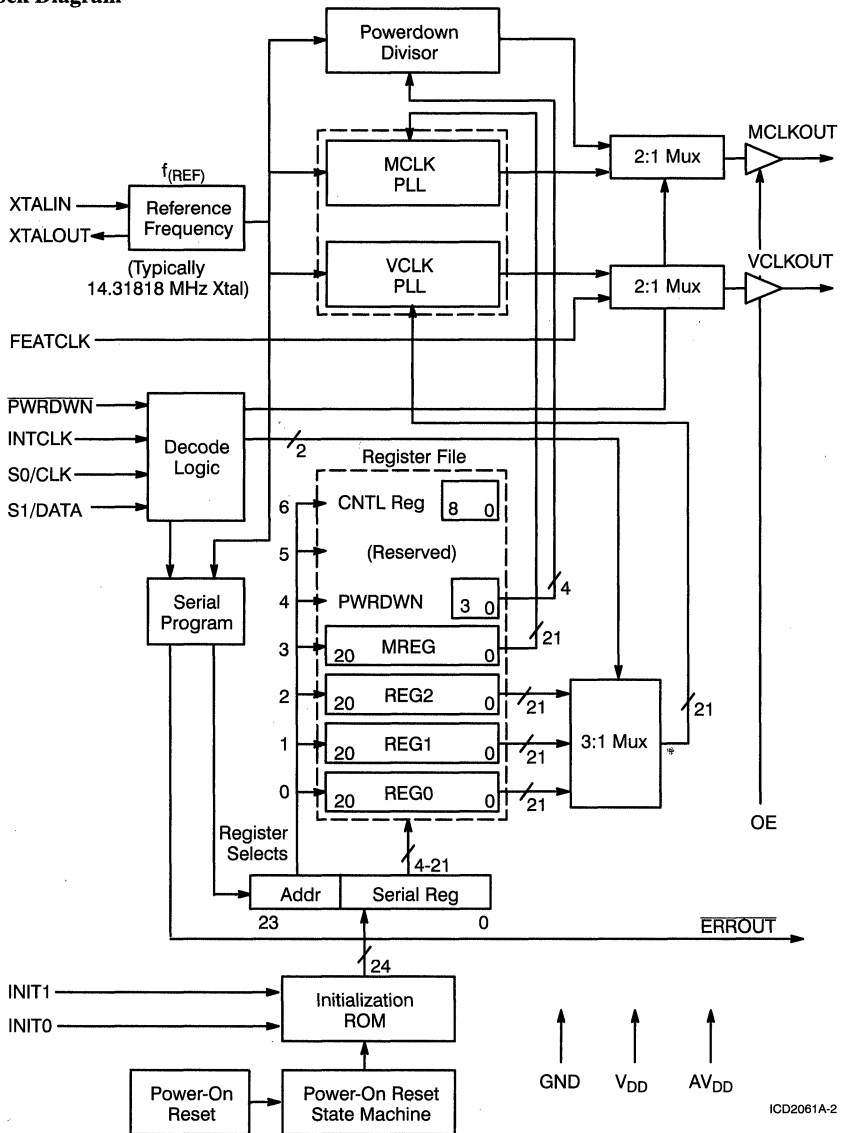 Block Diagram
Powerdown
Divisor
MCLKOUT
MCLK
PLL
2:1 Mux
f(REF)
XTALIN
XTALOUT
Reference
Frequency
(Typically
14.31818 MHz Xtal)
VCLK
PLL
2:1 Mux
VCLKOUT
FEATCLK
PWRDWN
INTCLK
S0/CLK
S1/DATA
Decode
Logic
2
Register File
6
CNTL Reg
8 0
5
(Reserved)
4
PWRDWN
3 0
4
Serial
Program
3
20 MREG 0
21
2
20 REG2 0
21
1
20 REG1 0
21
0
20 REG0 0
21
3:1 Mux
21
OE
Register
Selects
4-21
Addr
Serial Reg
23
0
ERROUT
24
INIT1
INIT0
Initialization
ROM
Power-On
Reset
Power-On Reset
State Machine
GND
VDD
AVDD
ICD2061A-2